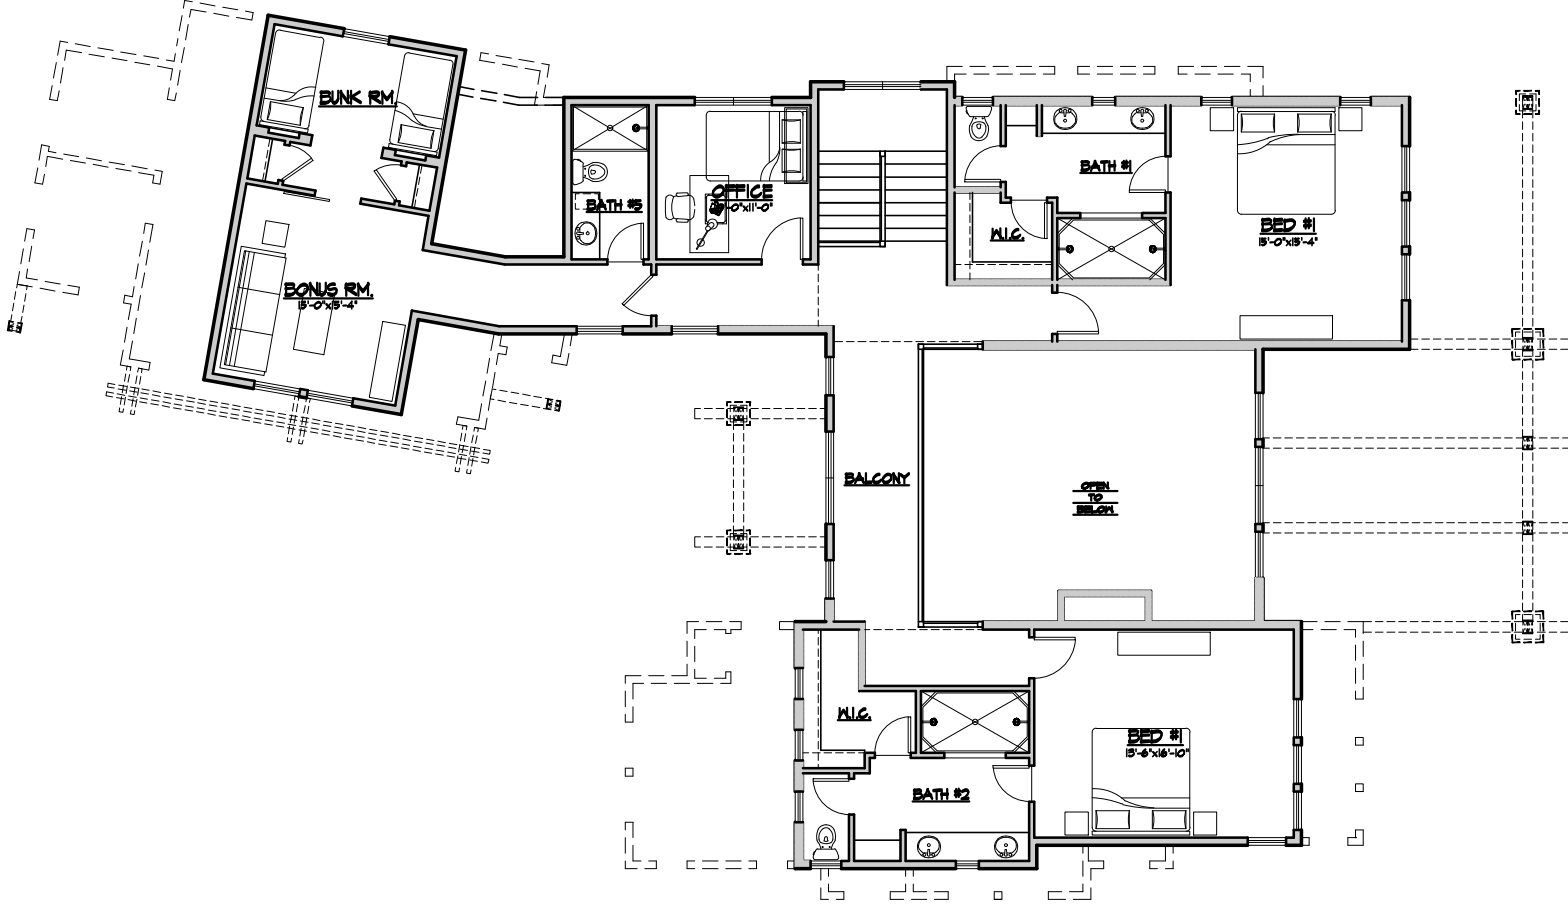 BUNK RM.
BATH #1
BATH #5
OFFICE
BED #1
15'-0"x15'-4"
W.I.C.
BONUS RM.
15'-0"x15'-4"
BALCONY
OPEN
TO
BELOW
W.I.C.
BED #1
13'-6"x16'-10"
BATH #2